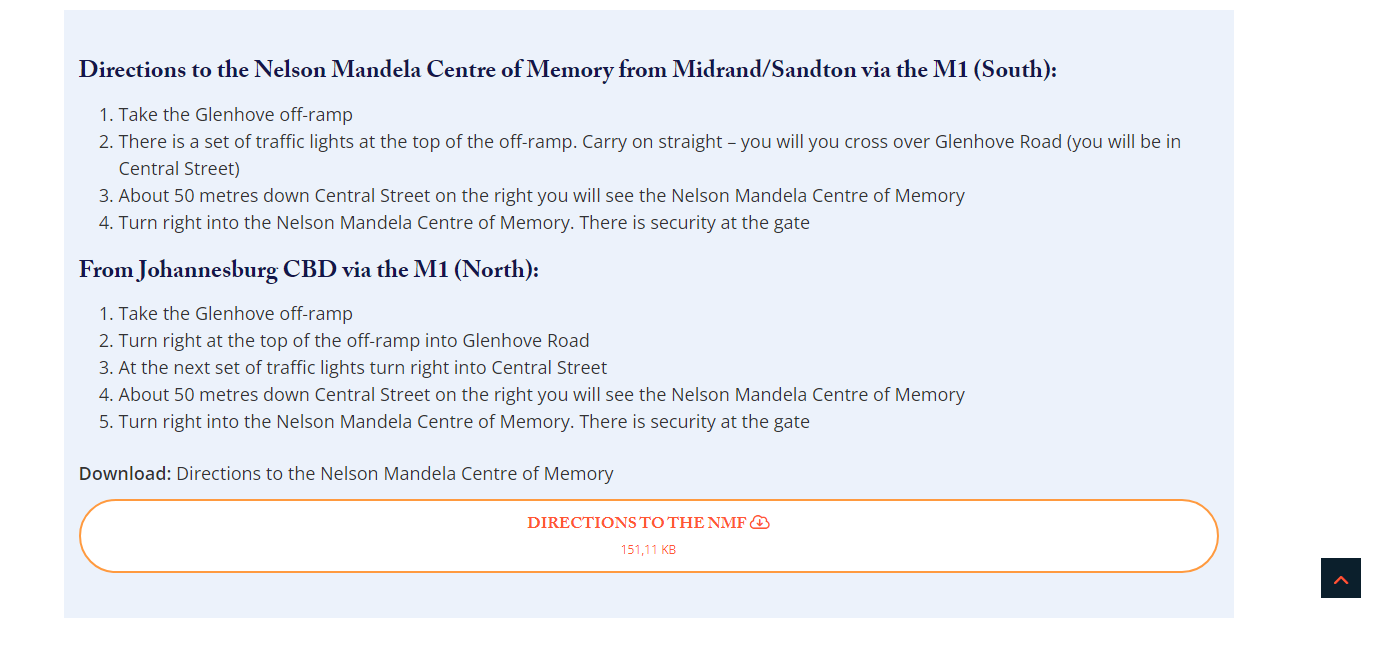 Directions to the Nelson Mandela Centre of Memory from Midrand/Sandton via the M1 (South):
1. Take the Glenhove off-ramp
2. There is a set of traffic lights at the top of the off-ramp. Carry on straight – you will you cross over Glenhove Road (you will be in
Central Street)
3. About 50 metres down Central Street on the right you will see the Nelson Mandela Centre of Memory
4. Turn right into the Nelson Mandela Centre of Memory. There is security at the gate
From Johannesburg CBD via the M1 (North):
1. Take the Glenhove off-ramp
2. Turn right at the top of the off-ramp into Glenhove Road
3. At the next set of traffic lights turn right into Central Street
4. About 50 metres down Central Street on the right you will see the Nelson Mandela Centre of Memory
5. Turn right into the Nelson Mandela Centre of Memory. There is security at the gate
Download: Directions to the Nelson Mandela Centre of Memory
DIRECTIONS TO THE NMF
151,11 KB